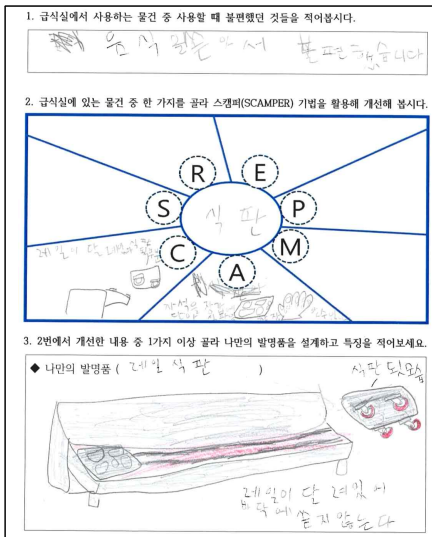 1. 급식실에서 사용하는 물건 중 사용할 때 불편했던 것들을 적어봅시다.
음식 불편했습니다
2. 급식실에 있는 물건 중 한 가지를 골라 스캠퍼(SCAMPER) 기법을 활용해 개선해 봅시다.
R E
S 식판 P
C A M
레일이 달
3. 2번에서 개선한 내용 중 1가지 이상 골라 나만의 발명품을 설계하고 특징을 적어보세요.
◆ 나만의 발명품 ( 레일 식판 )
식판 뒷모습
레일이 달려있어
바닥에 쏟지 않는다